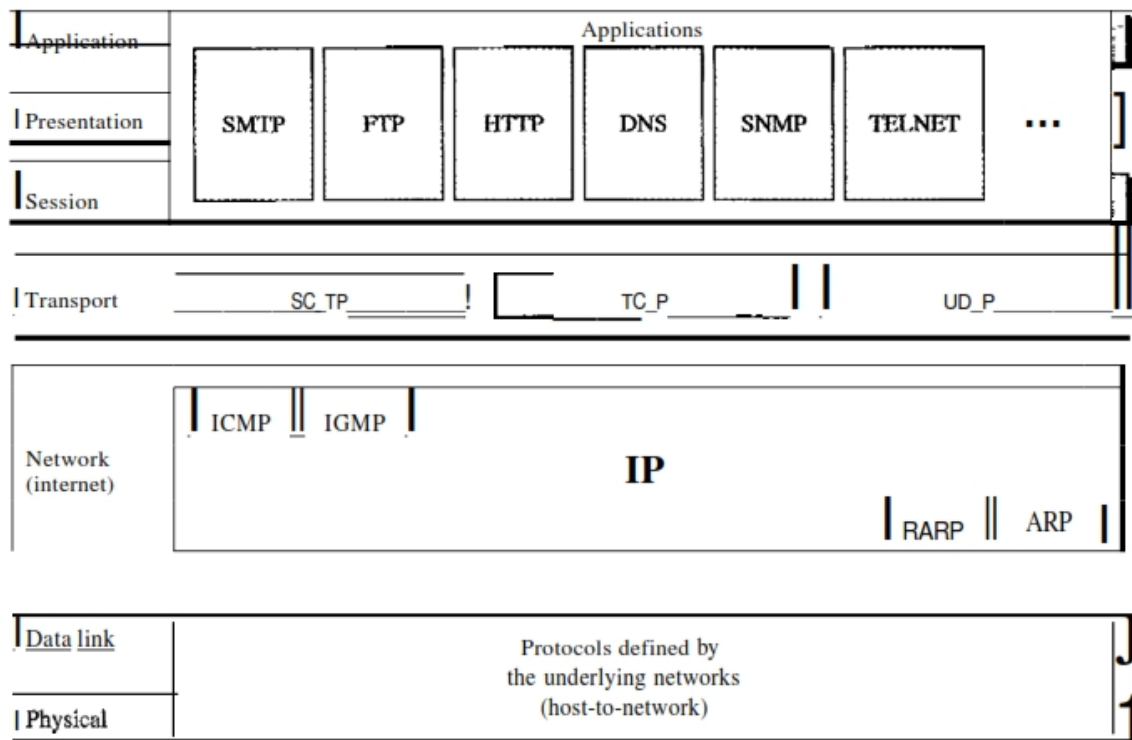 Applications
Application
Presentation
SMTP FTP HTTP DNS SNMP TELNET ...
Session
Transport
SC_TP TC_P UD_P
ICMP IGMP
Network
(internet)
IP
RARP ARP
Data link
Protocols defined by
the underlying networks
(host-to-network)
Physical